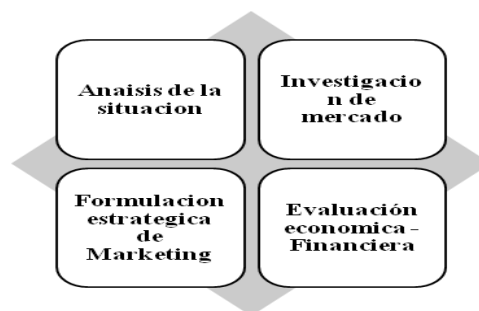 Anaisis de la
situacion
Investigacio
n de
mercado
Formulacion
estrategica
de
Marketing
Evaluación
economica -
Financiera